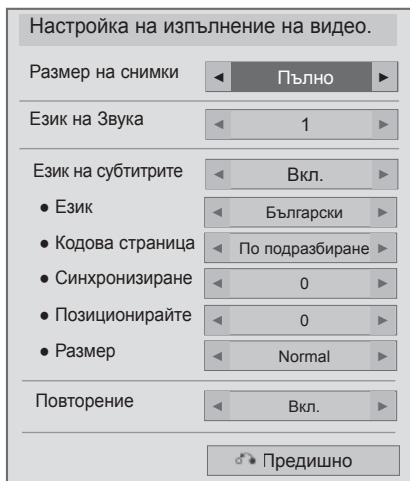 Настройка на изпълнение на видео.
Размер на снимки ◄ Пълно ►
Език на Звука ◄ 1 ►
Език на субтитрите ◄ Вкл. ►
● Език ◄ Български ►
● Кодова страница ◄ По подразбиране ►
● Синхронизиране ◄ 0 ►
● Позиционирайте ◄ 0 ►
● Размер ◄ Normal ►
Повторение ◄ Вкл. ►
Предишно